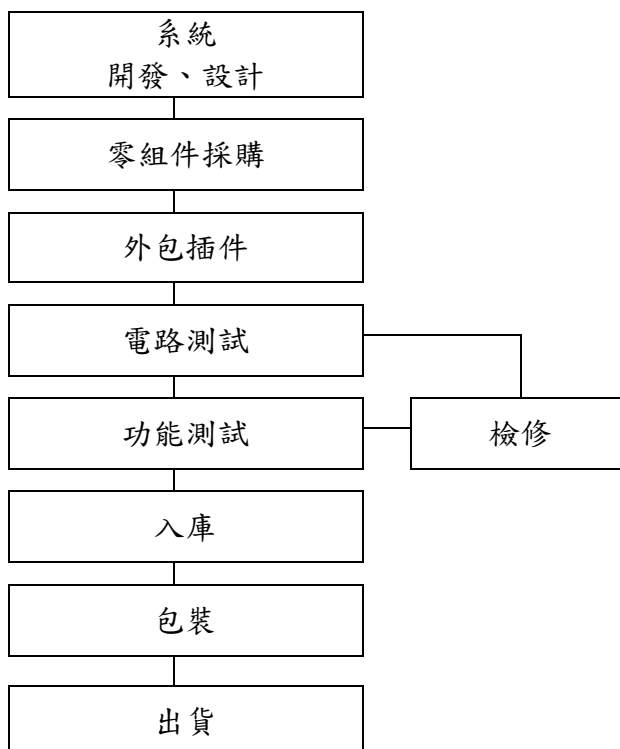 系統
開發、設計
零組件採購
外包插件
電路測試
功能測試
檢修
入庫
包裝
出貨